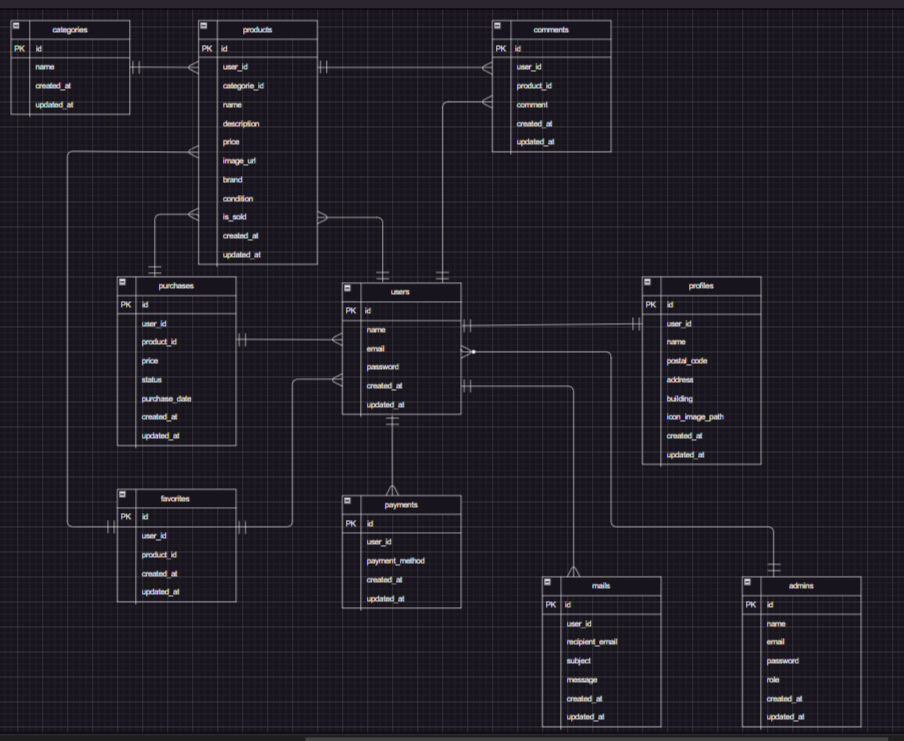 categories
PK id
name
created_at
updated_at
products
PK id
user_id
categorie_id
name
description
price
image_url
brand
condition
is_sold
created_at
updated_at
comments
PK id
user_id
product_id
comment
created_at
updated_at
purchases
PK id
user_id
product_id
price
status
purchase_date
created_at
updated_at
users
PK id
name
email
password
created_at
updated_at
profiles
PK id
user_id
name
postal_code
address
building
icon_image_path
created_at
updated_at
favorites
PK id
user_id
product_id
created_at
updated_at
payments
PK id
user_id
payment_method
created_at
updated_at
mails
PK id
user_id
recipient_email
subject
message
created_at
updated_at
admins
PK id
name
email
password
role
created_at
updated_at